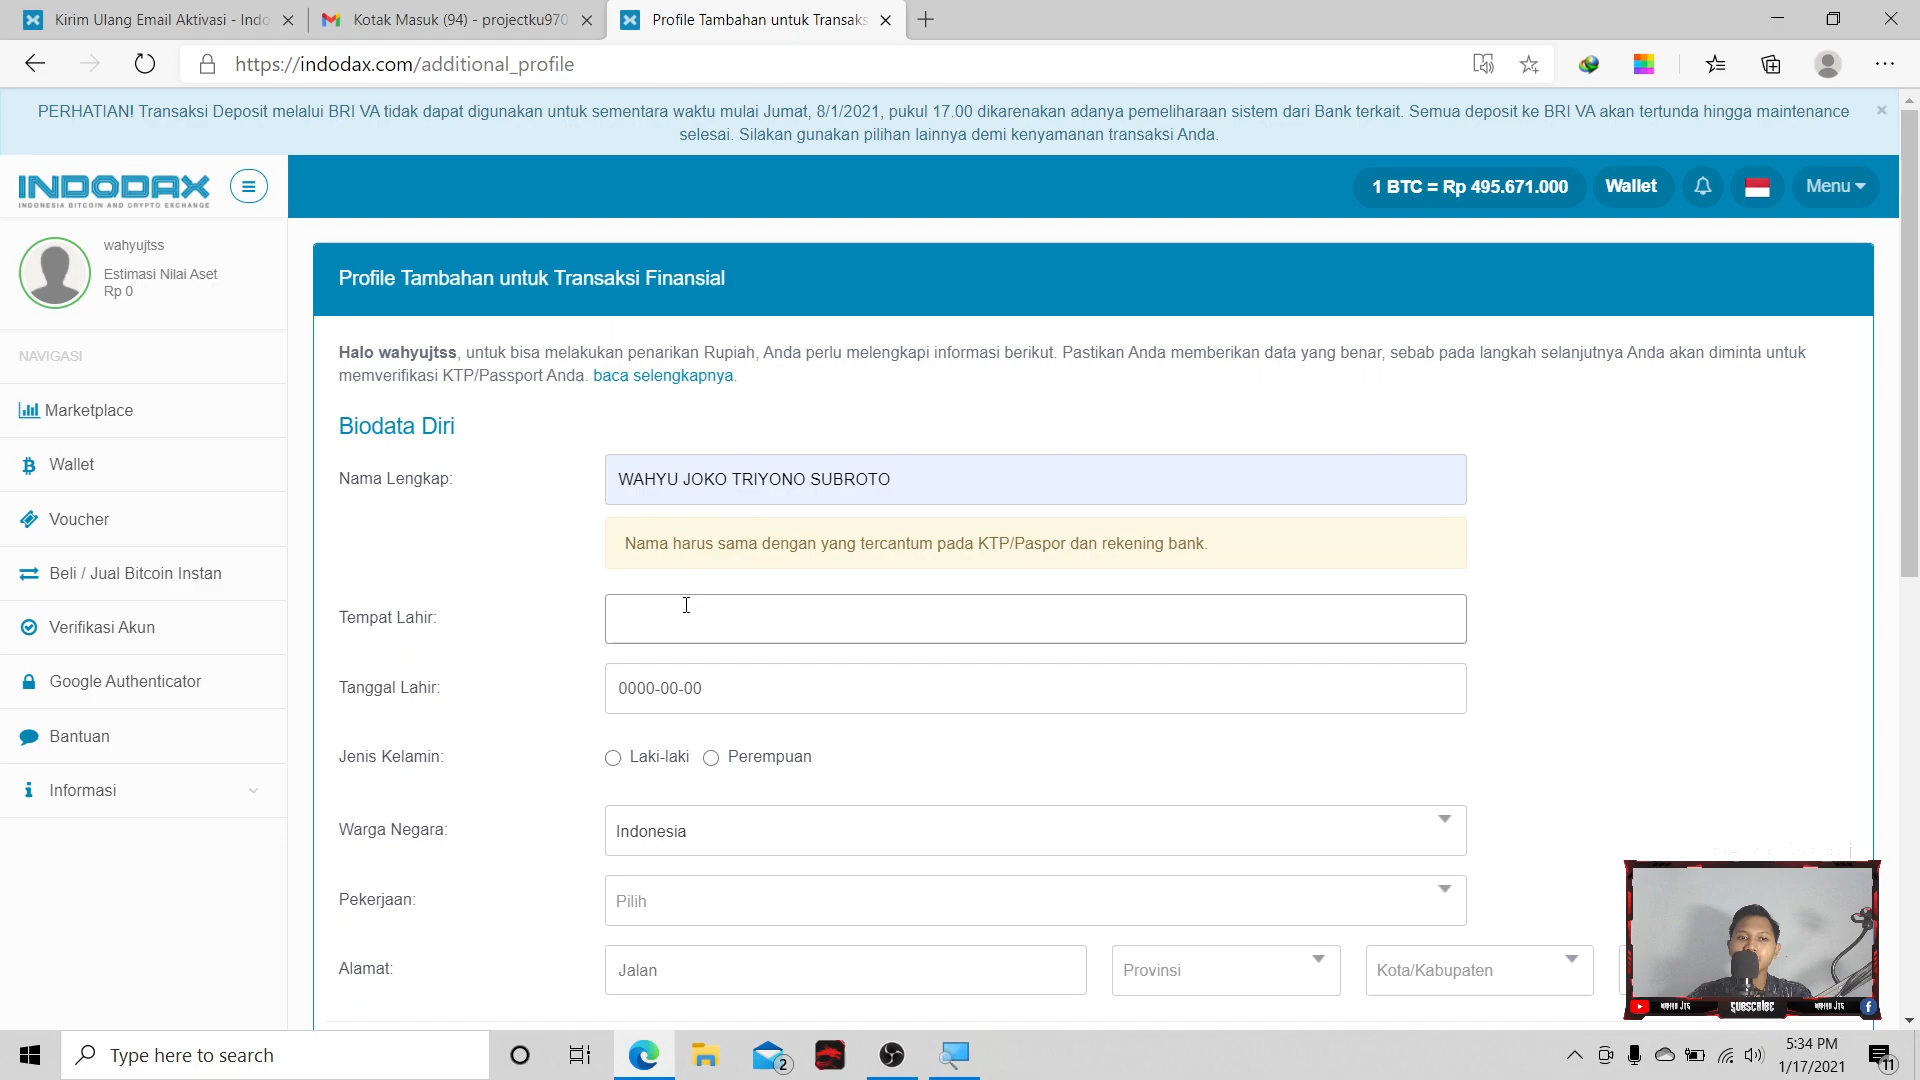 Kirim Ulang Email Aktivasi - Indo
Kotak Masuk (94) - projectku970
Profile Tambahan untuk Transaks
https://indodax.com/additional_profile
PERHATIAN! Transaksi Deposit melalui BRI VA tidak dapat digunakan untuk sementara waktu mulai Jumat, 8/1/2021, pukul 17.00 dikarenakan adanya pemeliharaan sistem dari Bank terkait. Semua deposit ke BRI VA akan tertunda hingga maintenance
selesai. Silakan gunakan pilihan lainnya demi kenyamanan transaksi Anda.
INDODAX
INDONESIA BITCOIN AND CRYPTO EXCHANGE
1 BTC = Rp 495.671.000
Wallet
Menu
wahyujtss
Estimasi Nilai Aset
Rp 0
NAVIGASI
Marketplace
Wallet
Voucher
Beli / Jual Bitcoin Instan
Verifikasi Akun
Google Authenticator
Bantuan
Informasi
Profile Tambahan untuk Transaksi Finansial
Halo wahyujtss, untuk bisa melakukan penarikan Rupiah, Anda perlu melengkapi informasi berikut. Pastikan Anda memberikan data yang benar, sebab pada langkah selanjutnya Anda akan diminta untuk
memverifikasi KTP/Passport Anda. baca selengkapnya.
Biodata Diri
Nama Lengkap:
WAHYU JOKO TRIYONO SUBROTO
Nama harus sama dengan yang tercantum pada KTP/Paspor dan rekening bank.
Tempat Lahir:
Tanggal Lahir:
0000-00-00
Jenis Kelamin:
Laki-laki
Perempuan
Warga Negara:
Indonesia
Pekerjaan:
Pilih
Alamat:
Jalan
Provinsi
Kota/Kabupaten
WAHYU JTS
SUBSCRIBE
WAHYU JTS
Type here to search
2
5:34 PM
1/17/2021
11